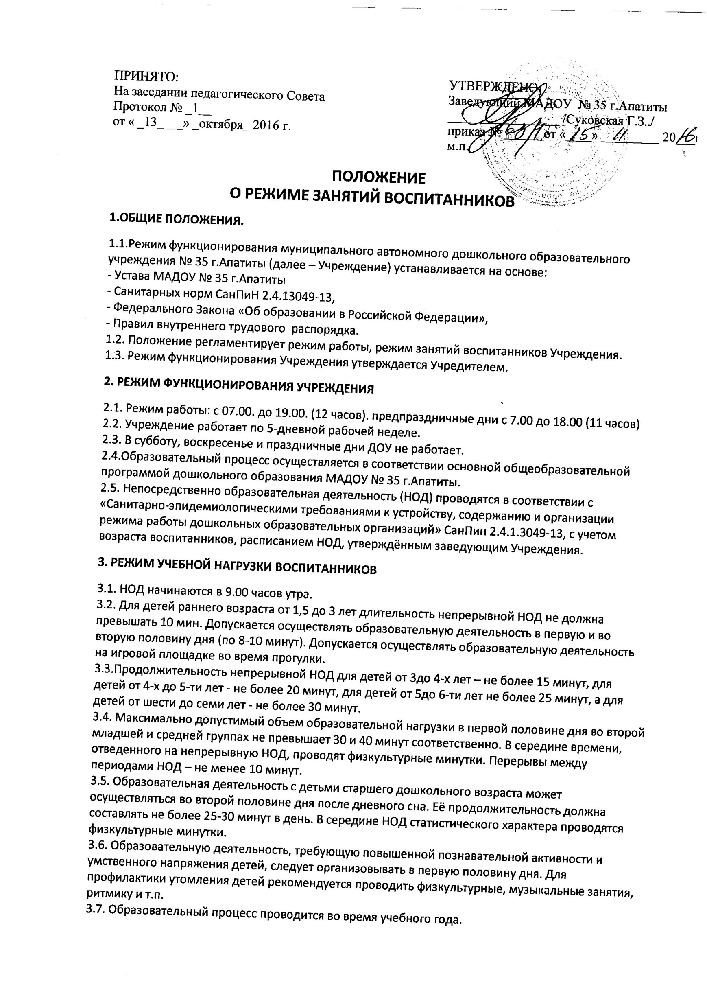 ПРИНЯТО:
На заседании педагогического Совета
Протокол № _1__
от « _13____» _октября_ 2016 г.
УТВЕРЖДЕНО:
Заведующий МАДОУ № 35 г.Апатиты
/Суковская Г.З../
приказ № от «15» 11 2016г
м.п.
ПОЛОЖЕНИЕ
О РЕЖИМЕ ЗАНЯТИЙ ВОСПИТАННИКОВ
1.ОБЩИЕ ПОЛОЖЕНИЯ.
1.1.Режим функционирования муниципального автономного дошкольного образовательного
учреждения № 35 г.Апатиты (далее – Учреждение) устанавливается на основе:
- Устава МАДОУ № 35 г.Апатиты
- Санитарных норм СанПиН 2.4.13049-13,
- Федерального Закона «Об образовании в Российской Федерации»,
- Правил внутреннего трудового распорядка.
1.2. Положение регламентирует режим работы, режим занятий воспитанников Учреждения.
1.3. Режим функционирования Учреждения утверждается Учредителем.
2. РЕЖИМ ФУНКЦИОНИРОВАНИЯ УЧРЕЖДЕНИЯ
2.1. Режим работы: с 07.00. до 19.00. (12 часов). предпраздничные дни с 7.00 до 18.00 (11 часов)
2.2. Учреждение работает по 5-дневной рабочей неделе.
2.3. В субботу, воскресенье и праздничные дни ДОУ не работает.
2.4.Образовательный процесс осуществляется в соответствии основной общеобразовательной
программой дошкольного образования МАДОУ № 35 г.Апатиты.
2.5. Непосредственно образовательная деятельность (НОД) проводятся в соответствии с
«Санитарно-эпидемиологическими требованиями к устройству, содержанию и организации
режима работы дошкольных образовательных организаций» СанПин 2.4.1.3049-13, с учетом
возраста воспитанников, расписанием НОД, утверждённым заведующим Учреждения.
3. РЕЖИМ УЧЕБНОЙ НАГРУЗКИ ВОСПИТАННИКОВ
3.1. НОД начинаются в 9.00 часов утра.
3.2. Для детей раннего возраста от 1,5 до 3 лет длительность непрерывной НОД не должна
превышать 10 мин. Допускается осуществлять образовательную деятельность в первую и во
вторую половину дня (по 8-10 минут). Допускается осуществлять образовательную деятельность
на игровой площадке во время прогулки.
3.3.Продолжительность непрерывной НОД для детей от 3до 4-х лет – не более 15 минут, для
детей от 4-х до 5-ти лет - не более 20 минут, для детей от 5до 6-ти лет не более 25 минут, а для
детей от шести до семи лет - не более 30 минут.
3.4. Максимально допустимый объем образовательной нагрузки в первой половине дня во второй
младшей и средней группах не превышает 30 и 40 минут соответственно. В середине времени,
отведенного на непрерывную НОД, проводят физкультурные минутки. Перерывы между
периодами НОД – не менее 10 минут.
3.5. Образовательная деятельность с детьми старшего дошкольного возраста может
осуществляться во второй половине дня после дневного сна. Её продолжительность должна
составлять не более 25-30 минут в день. В середине НОД статистического характера проводятся
физкультурные минутки.
3.6. Образовательную деятельность, требующую повышенной познавательной активности и
умственного напряжения детей, следует организовывать в первую половину дня. Для
профилактики утомления детей рекомендуется проводить физкультурные, музыкальные занятия,
ритмику и т.п.
3.7. Образовательный процесс проводится во время учебного года.